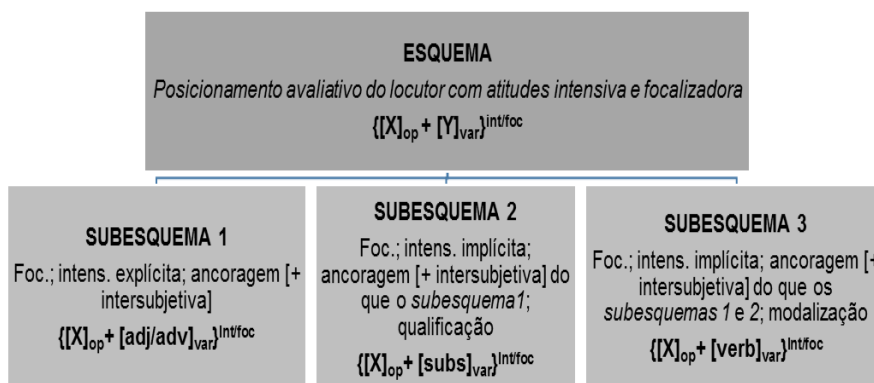 ESQUEMA
Posicionamento avaliativo do locutor com atitudes intensiva e focalizadora
{[X]op + [Y]var}int/foc
SUBESQUEMA 1
Foc.; intens. explícita; ancoragem [+
intersubjetiva]
{[X]op+ [adj/adv]var}Int/foc
SUBESQUEMA 2
Foc.; intens. implícita;
ancoragem [+ intersubjetiva] do
que o subesquema1;
qualificação
{[X]op+ [subs]var}Int/foc
SUBESQUEMA 3
Foc.; intens. implícita; ancoragem [+
intersubjetiva] do que os
subesquemas 1 e 2; modalização
{[X]op+ [verb]var}Int/foc